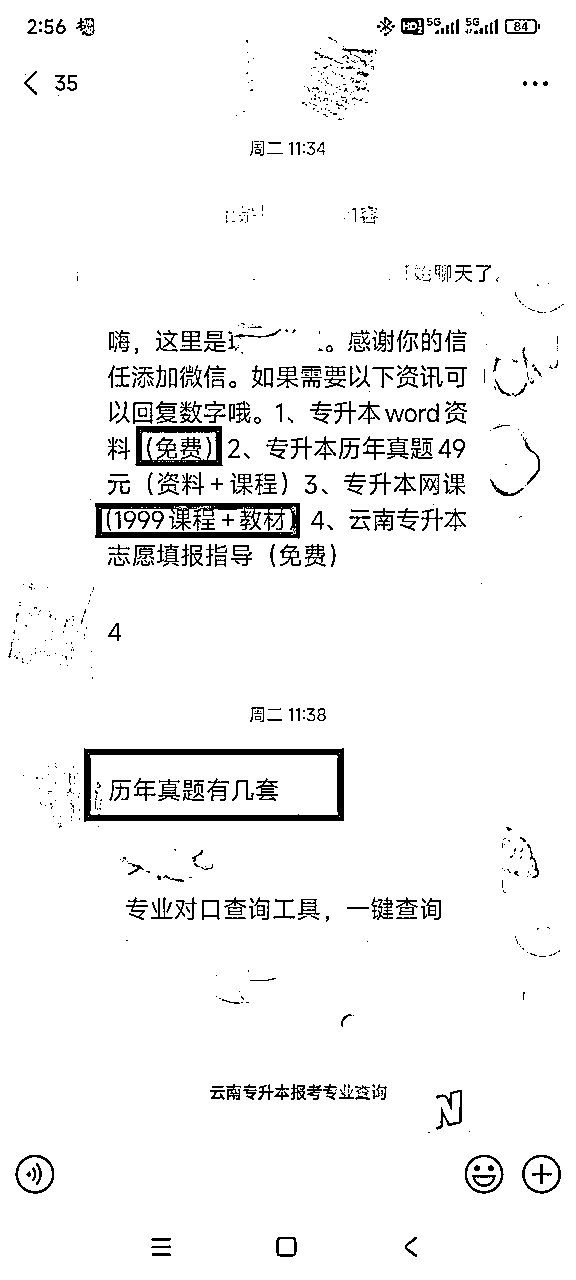 2:56
HD 5G 5G 84
35
周二 11:34
聊天了
嗨，这里是 。感谢你的信
任添加微信。如果需要以下资讯可
以回复数字哦。1、专升本word资
料（免费）2、专升本历年真题49
元（资料+课程）3、专升本网课
(1999课程+教材) 4、云南专升本
志愿填报指导（免费）
4
周二 11:38
历年真题有几套
专业对口查询工具，一键查询
云南专升本报考专业查询